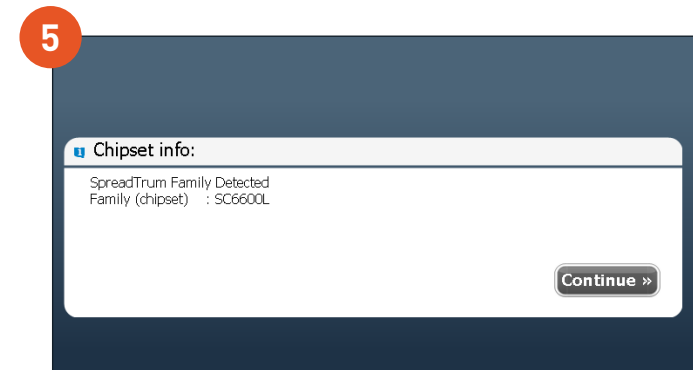 5
Chipset info:
SpreadTrum Family Detected
Family (chipset) : SC6600L
Continue »